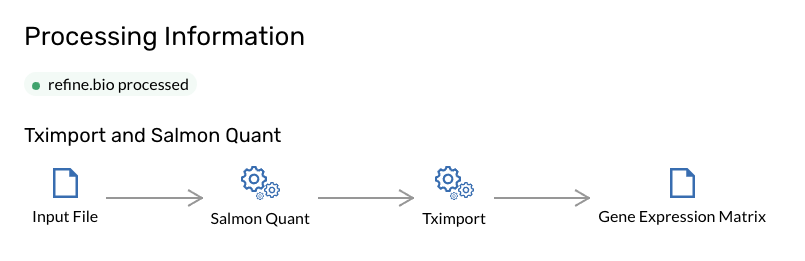 Processing Information
refine.bio processed
Tximport and Salmon Quant
Input File
Salmon Quant
Tximport
Gene Expression Matrix